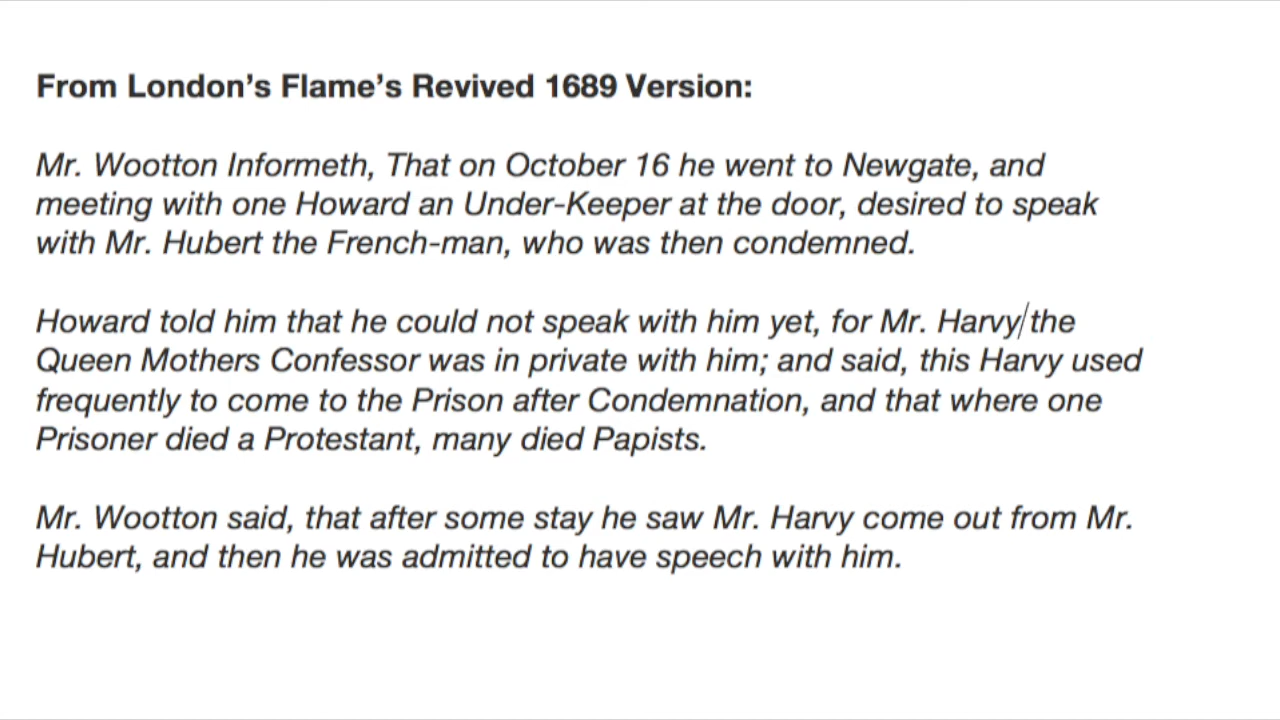 From London’s Flame’s Revived 1689 Version:
Mr. Wootton Informeth, That on October 16 he went to Newgate, and
meeting with one Howard an Under-Keeper at the door, desired to speak
with Mr. Hubert the French-man, who was then condemned.
Howard told him that he could not speak with him yet, for Mr. Harvy the
Queen Mothers Confessor was in private with him; and said, this Harvy used
frequently to come to the Prison after Condemnation, and that where one
Prisoner died a Protestant, many died Papists.
Mr. Wootton said, that after some stay he saw Mr. Harvy come out from Mr.
Hubert, and then he was admitted to have speech with him.